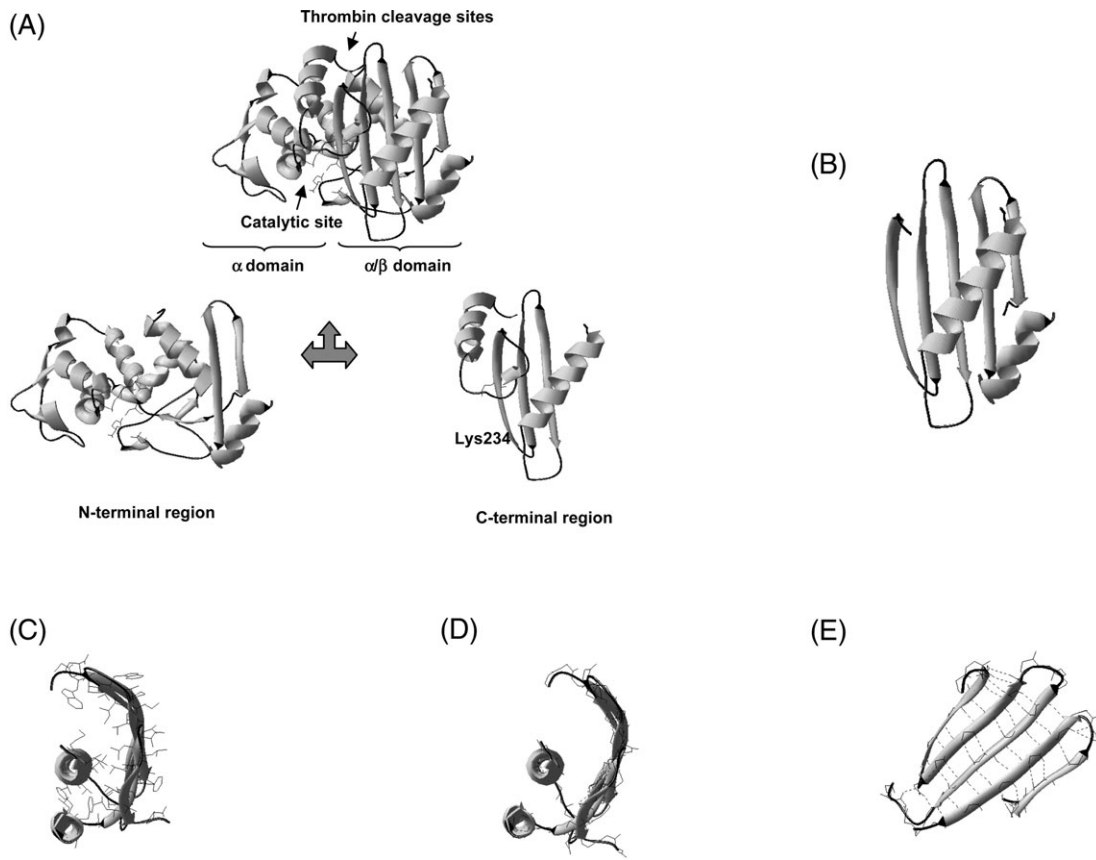 (A)
Thrombin cleavage sites
Catalytic site
α domain
α/β domain
(B)
Lys234
N-terminal region
C-terminal region
(C)
(D)
(E)